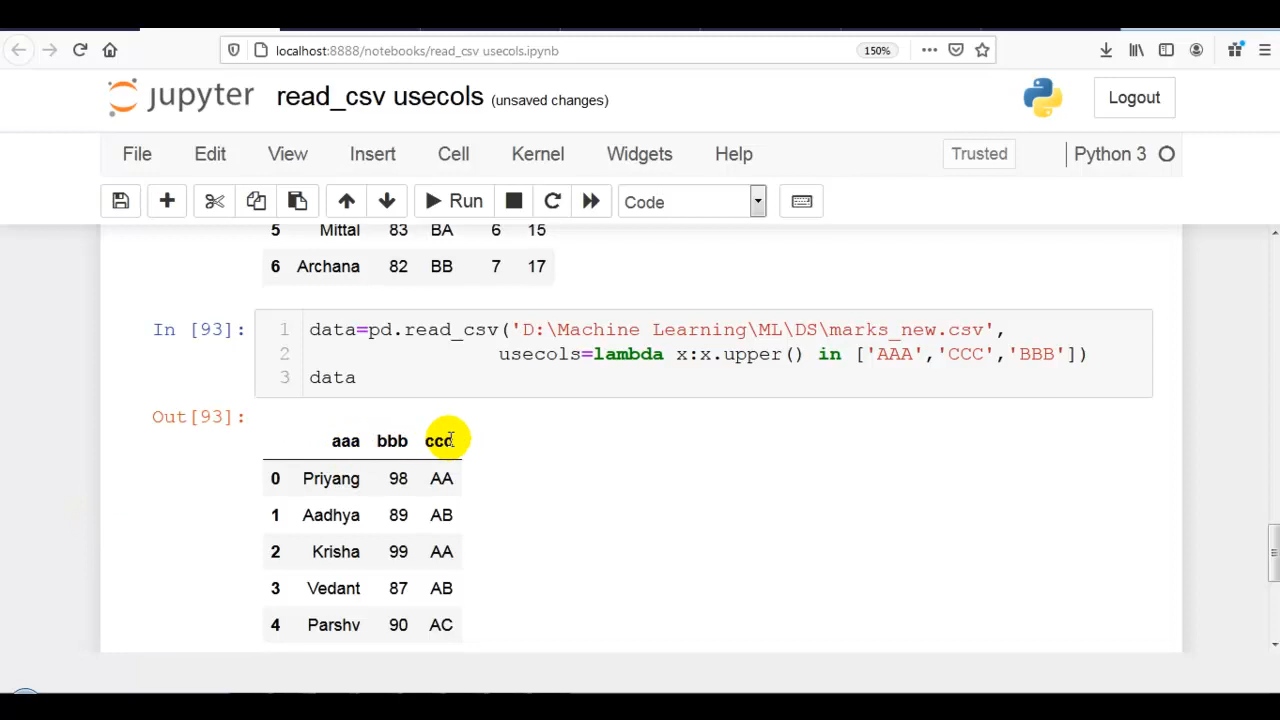 localhost:8888/notebooks/read_csv usecols.ipynb
150%
jupyter read_csv usecols (unsaved changes)
Logout
File Edit View Insert Cell Kernel Widgets Help
Trusted
Python 3
Run
Code
5 Mittal 83 BA 6 15
6 Archana 82 BB 7 17
In [93]:
1 data=pd.read_csv('D:\Machine Learning\ML\DS\marks_new.csv',
2 usecols=lambda x:x.upper() in ['AAA','CCC','BBB'])
3 data
Out[93]:
aaa bbb ccc
0 Priyang 98 AA
1 Aadhya 89 AB
2 Krisha 99 AA
3 Vedant 87 AB
4 Parshv 90 AC